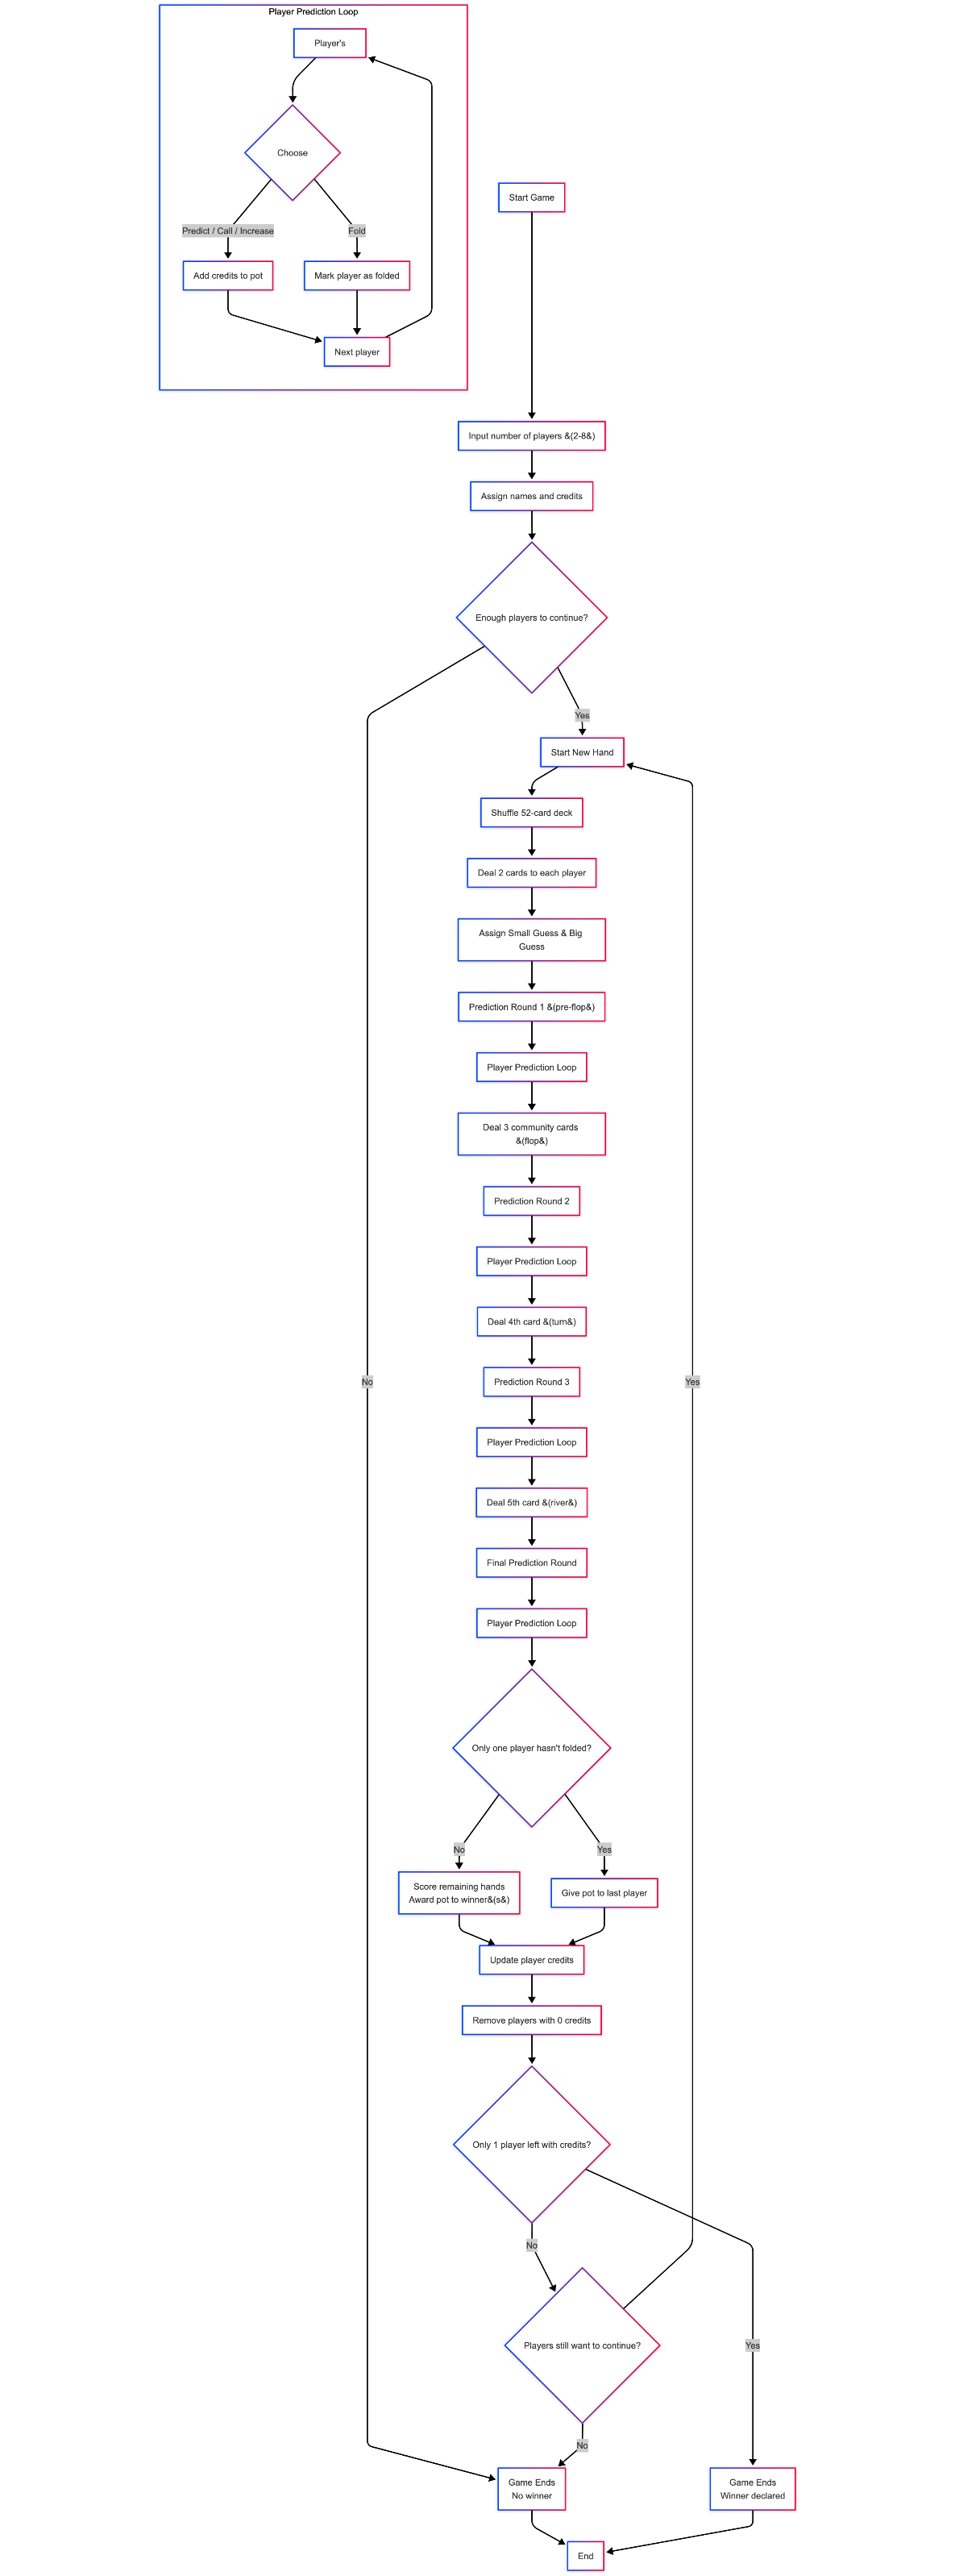 Player Prediction Loop
Player's
Choose
Predict / Call / Increase
Fold
Add credits to pot
Mark player as folded
Next player
Start Game
Input number of players &(2-8&)
Assign names and credits
Enough players to continue?
Yes
Start New Hand
Shuffle 52-card deck
Deal 2 cards to each player
Assign Small Guess & Big
Guess
Prediction Round 1 &(pre-flop&)
Player Prediction Loop
Deal 3 community cards
&(flop&)
Prediction Round 2
Player Prediction Loop
Deal 4th card &(turn&)
No
Prediction Round 3
Yes
Player Prediction Loop
Deal 5th card &(river&)
Final Prediction Round
Player Prediction Loop
Only one player hasn't folded?
No
Yes
Score remaining hands
Award pot to winner&(s&)
Give pot to last player
Update player credits
Remove players with 0 credits
Only 1 player left with credits?
No
Players still want to continue?
Yes
No
Game Ends
No winner
Game Ends
Winner declared
End